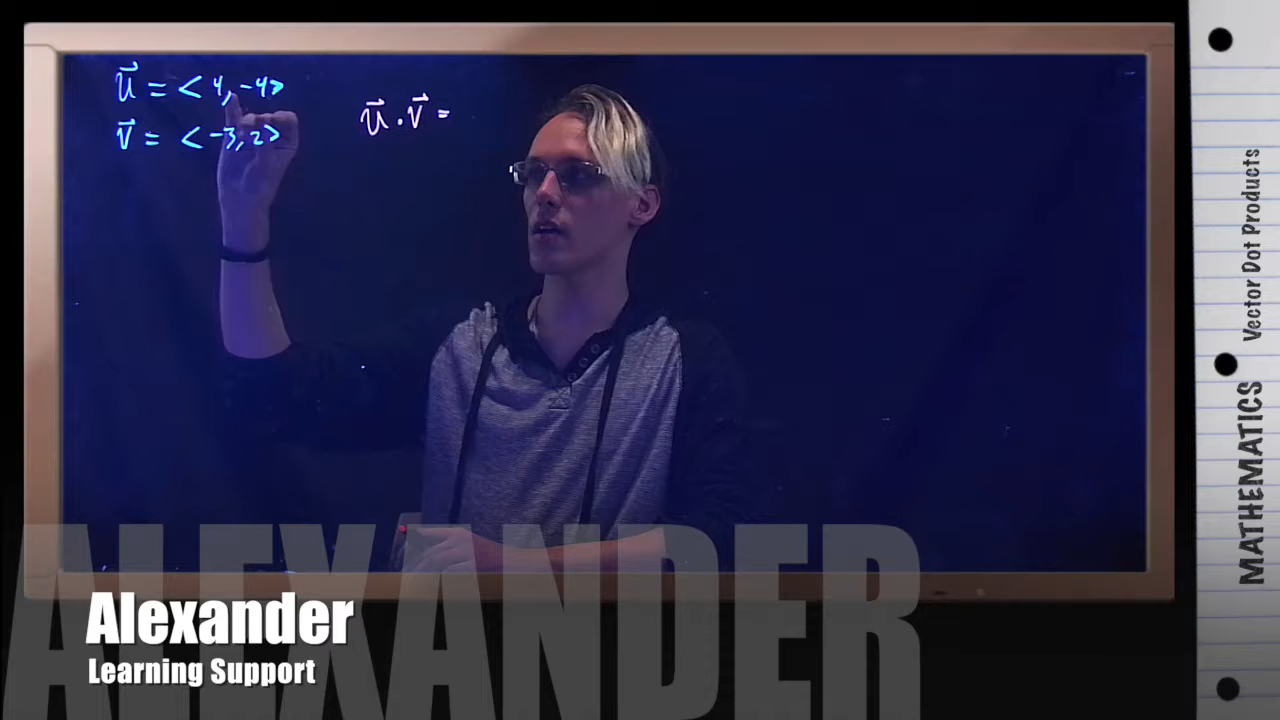 u⃗ = < 4, -4>
v⃗ = < -3, 2>
u⃗ · v⃗ =
ALEXANDER
Alexander
Learning Support
MATHEMATICS
Vector Dot Products